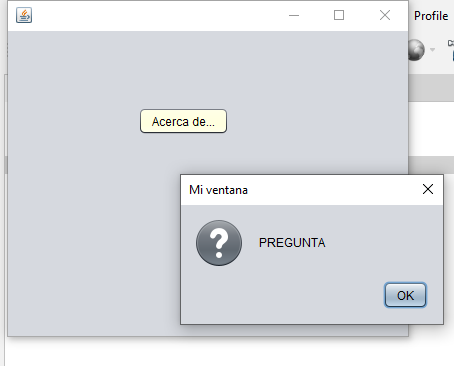 Profile
Acerca de...
Mi ventana
PREGUNTA
OK